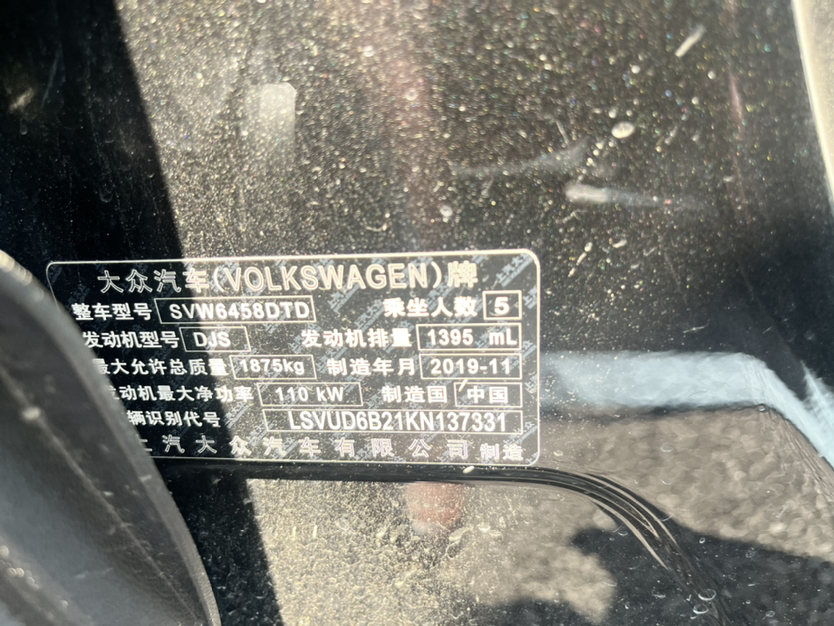 大众汽车(VOLKSWAGEN)牌
整车型号 SVW6458DTD 乘坐人数 5
发动机型号 DJS 发动机排量 1395 mL
最大允许总质量 1875kg 制造年月 2019-11
发动机最大净功率 110 kW 制造国 中国
辆识别代号 LSVUD6B21KN137331
上汽大众汽车有限公司 制造